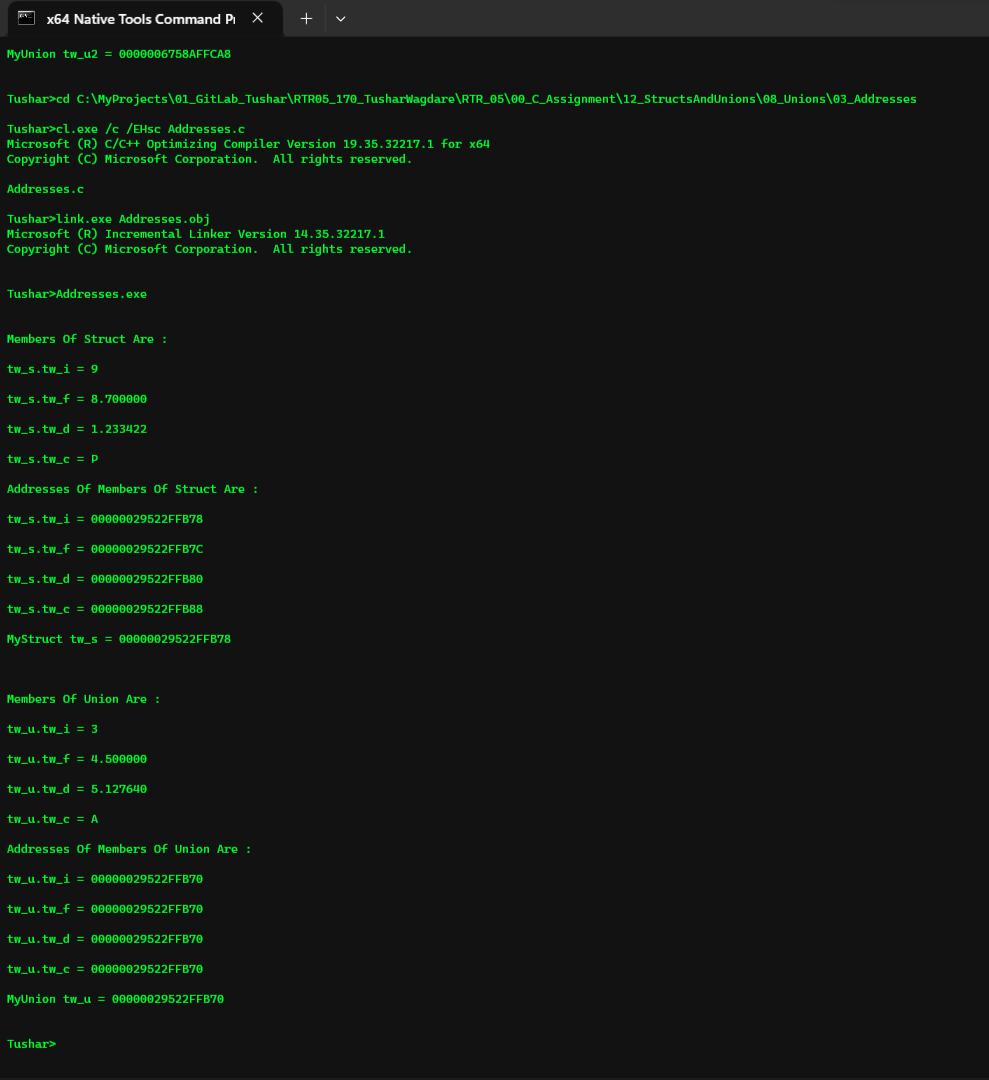 x64 Native Tools Command Pr
MyUnion tw_u2 = 0000006758AFFCA8
Tushar>cd C:\MyProjects\01_GitLab_Tushar\RTR05_170_TusharWagdare\RTR_05\00_C_Assignment\12_StructsAndUnions\08_Unions\03_Addresses
Tushar>cl.exe /c /EHsc Addresses.c
Microsoft (R) C/C++ Optimizing Compiler Version 19.35.32217.1 for x64
Copyright (C) Microsoft Corporation.  All rights reserved.
Addresses.c
Tushar>link.exe Addresses.obj
Microsoft (R) Incremental Linker Version 14.35.32217.1
Copyright (C) Microsoft Corporation.  All rights reserved.
Tushar>Addresses.exe
Members Of Struct Are :
tw_s.tw_i = 9
tw_s.tw_f = 8.700000
tw_s.tw_d = 1.233422
tw_s.tw_c = P
Addresses Of Members Of Struct Are :
tw_s.tw_i = 00000029522FFB78
tw_s.tw_f = 00000029522FFB7C
tw_s.tw_d = 00000029522FFB80
tw_s.tw_c = 00000029522FFB88
MyStruct tw_s = 00000029522FFB78
Members Of Union Are :
tw_u.tw_i = 3
tw_u.tw_f = 4.500000
tw_u.tw_d = 5.127640
tw_u.tw_c = A
Addresses Of Members Of Union Are :
tw_u.tw_i = 00000029522FFB70
tw_u.tw_f = 00000029522FFB70
tw_u.tw_d = 00000029522FFB70
tw_u.tw_c = 00000029522FFB70
MyUnion tw_u = 00000029522FFB70
Tushar>